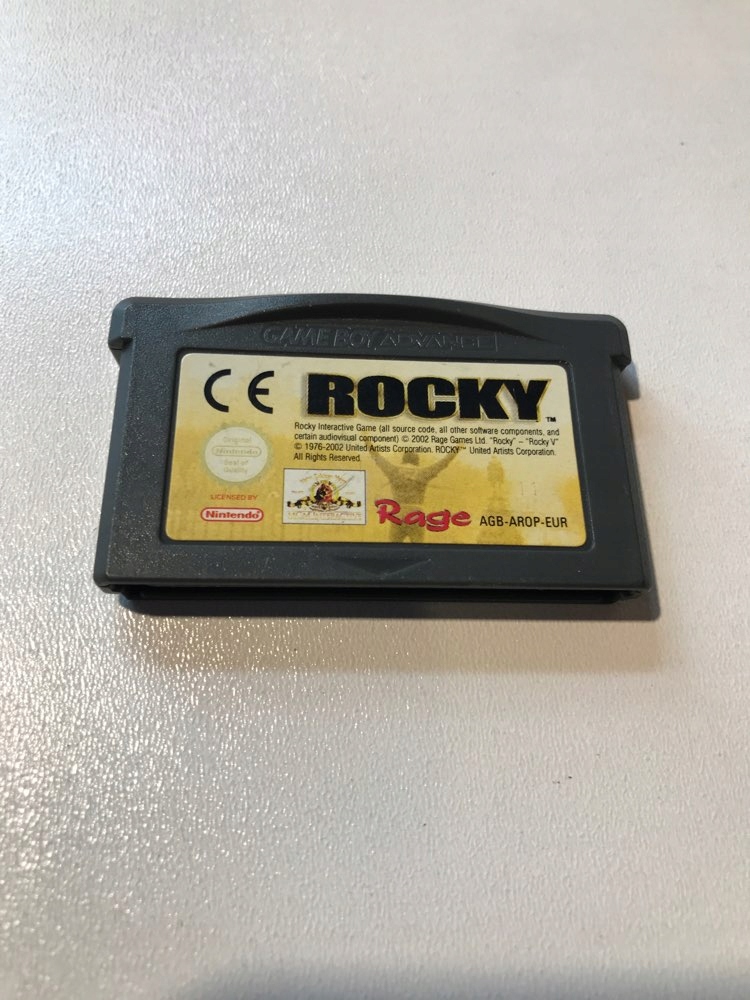 GAME BOY ADVANCE
CE ROCKY™
Rocky Interactive Game (all source code, all other software components, and
certain audiovisual component) © 2002 Rage Games Ltd. "Rocky" – "Rocky V"
© 1976-2002 United Artists Corporation. ROCKY™ United Artists Corporation.
All Rights Reserved.
Original
Nintendo
Seal of
Quality
LICENSED BY
Nintendo
Rage AGB-AROP-EUR